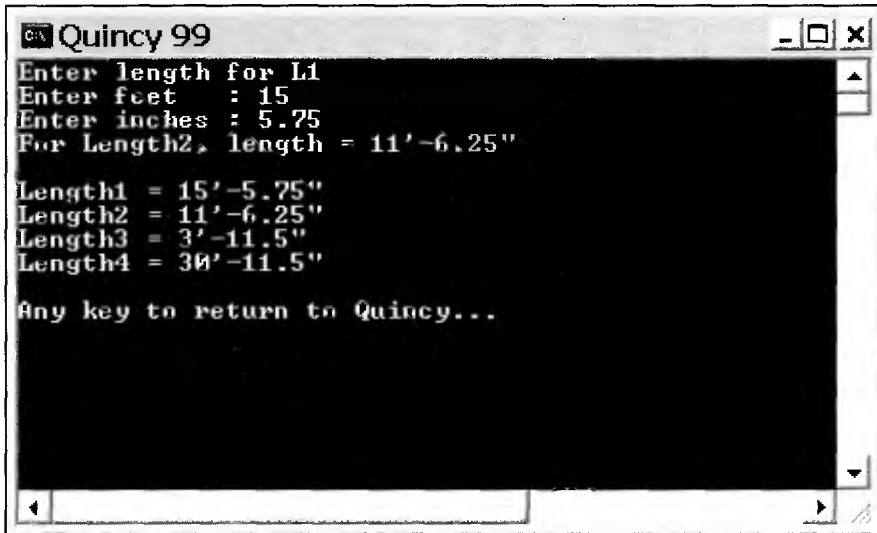 Quincy 99
Enter length for L1
Enter feet   : 15
Enter inches : 5.75
For Length2, length = 11'-6.25"
Length1 = 15'-5.75"
Length2 = 11'-6.25"
Length3 = 3'-11.5"
Length4 = 30'-11.5"
Any key to return to Quincy...